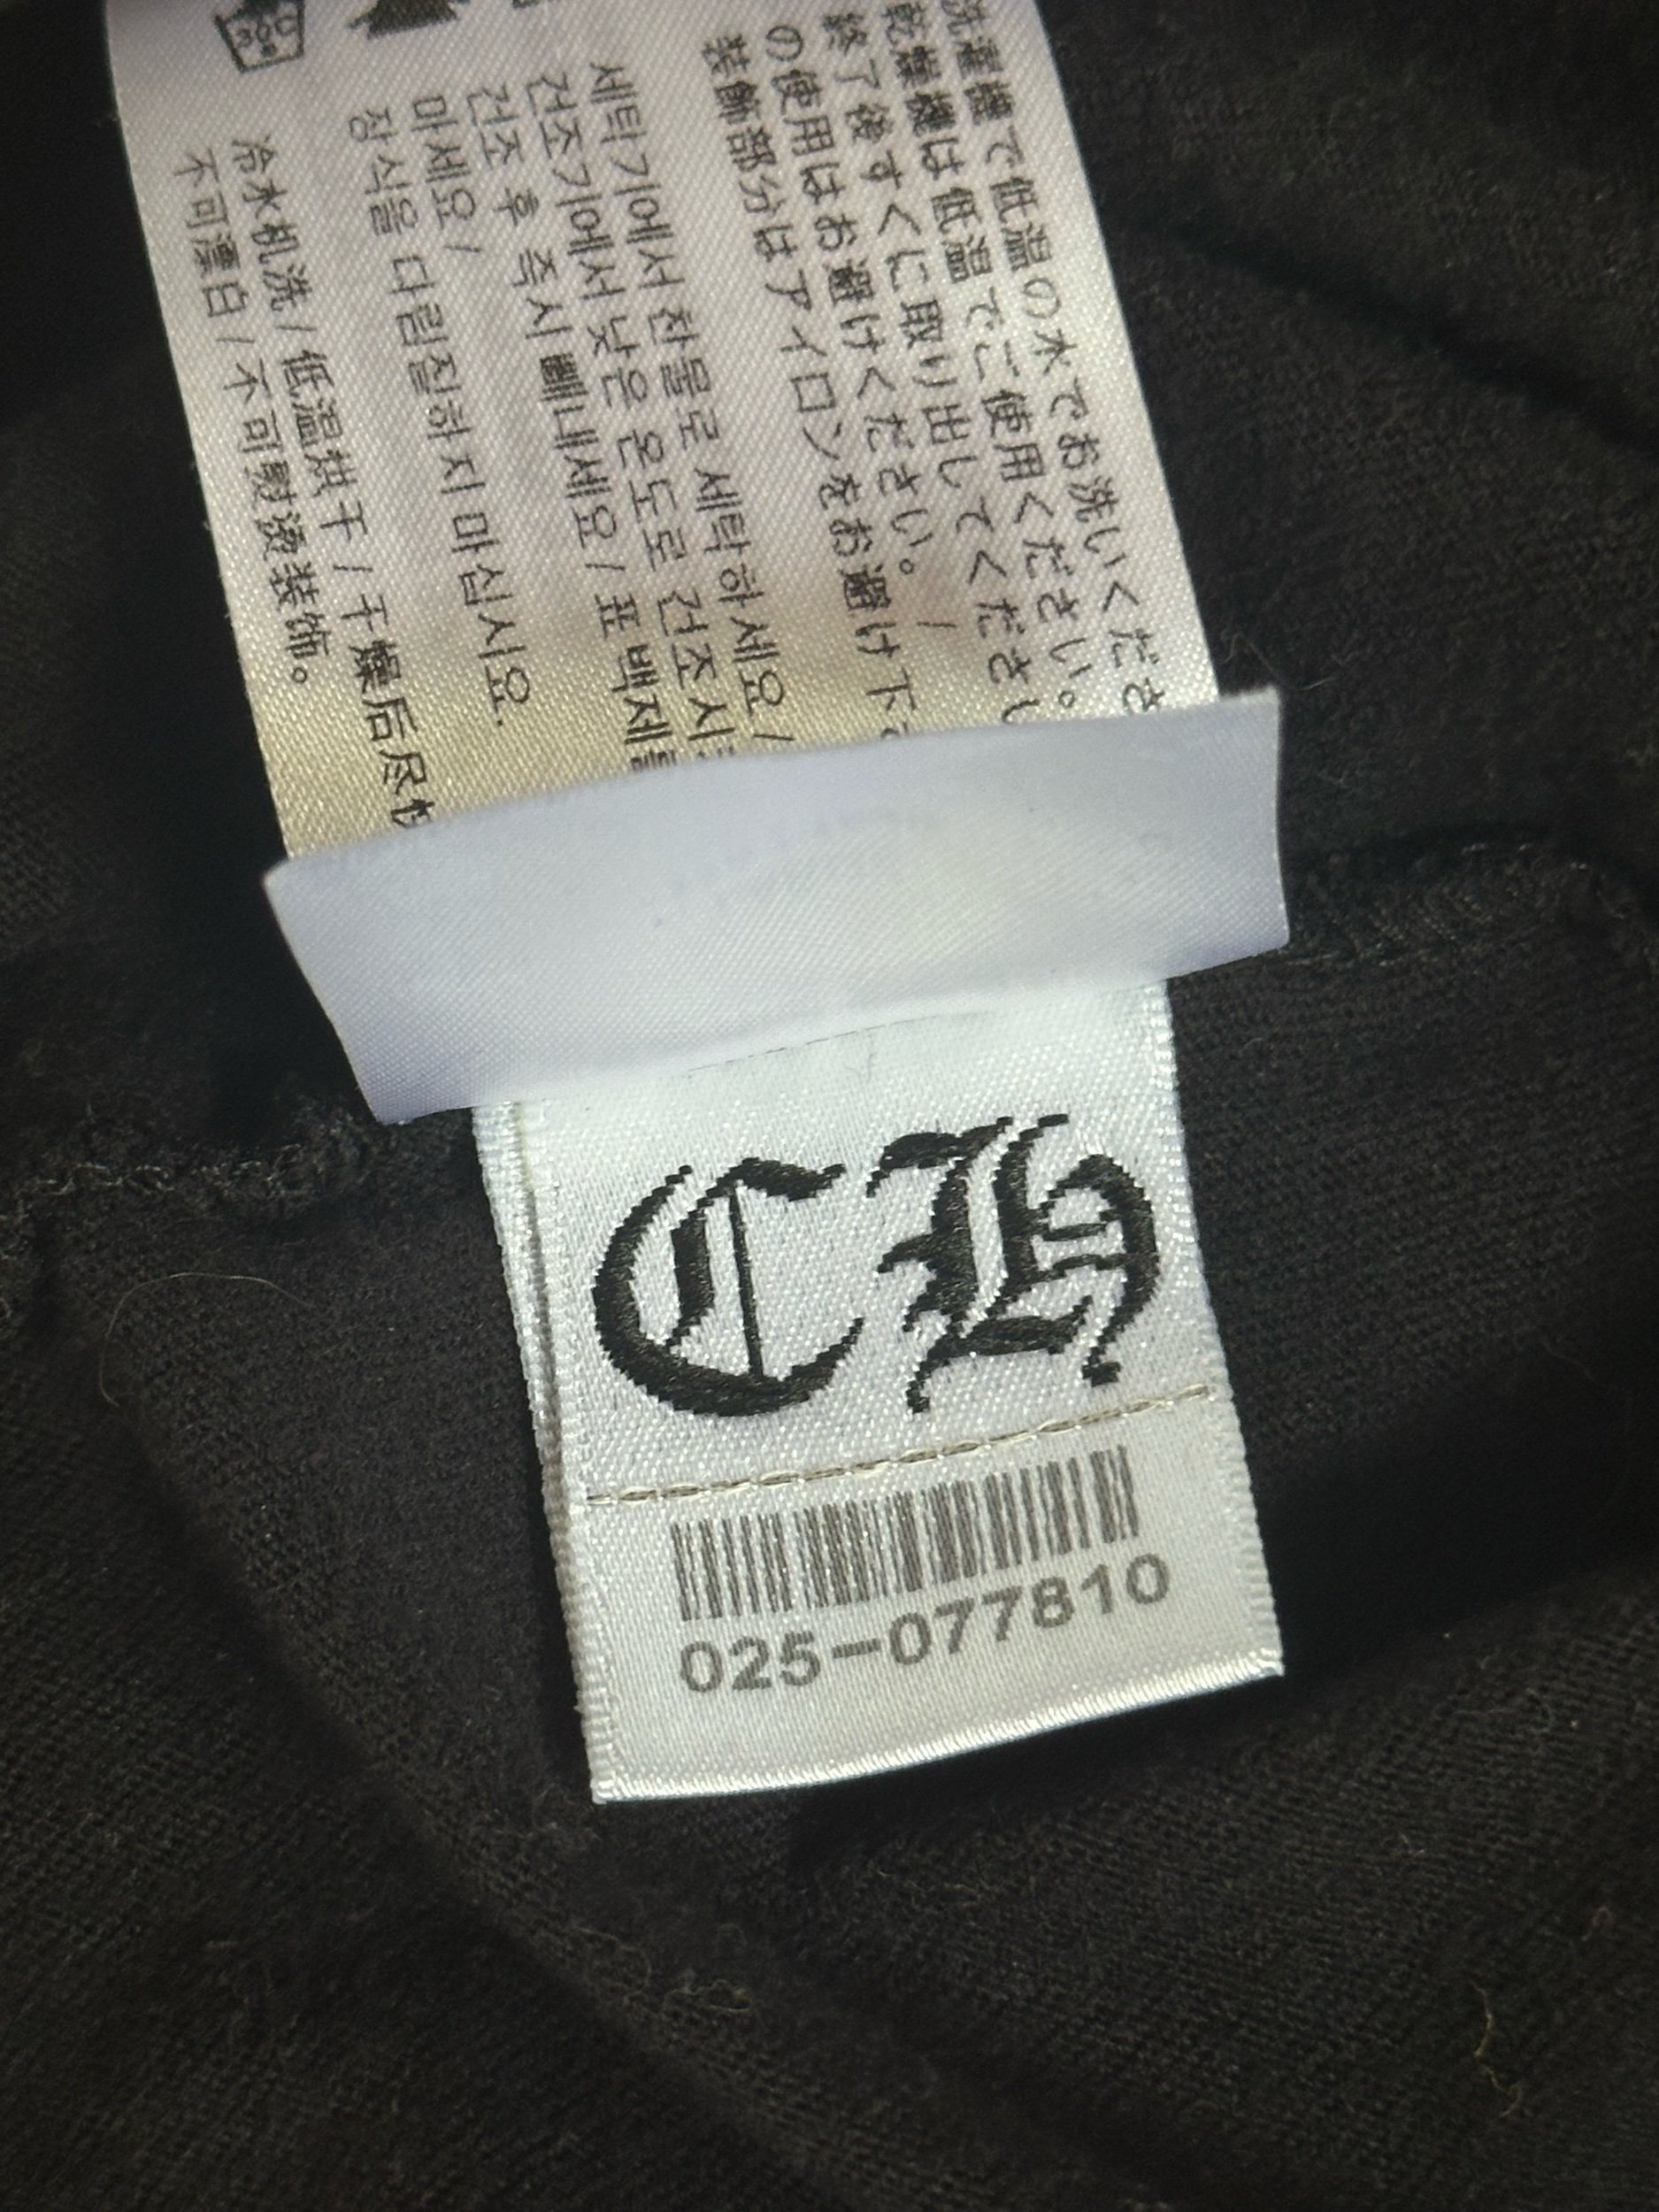 洗濯機で低温の水でお洗いくださ
乾燥機は低温でご使用ください。
終了後すぐに取り出してくださ
の使用はお避けください。/
装飾部分はアイロンをお避け下
세탁기에서 찬물로 세탁하세요 /
건조기에서 낮은 온도로 건조시
건조 후 즉시 빼내세요 / 표백제를
마세요 /
장식을 다림질하지 마십시오.
冷水机洗 / 低温烘干 / 干燥后尽
不可漂白 / 不可熨烫装饰。
CH
025-077810